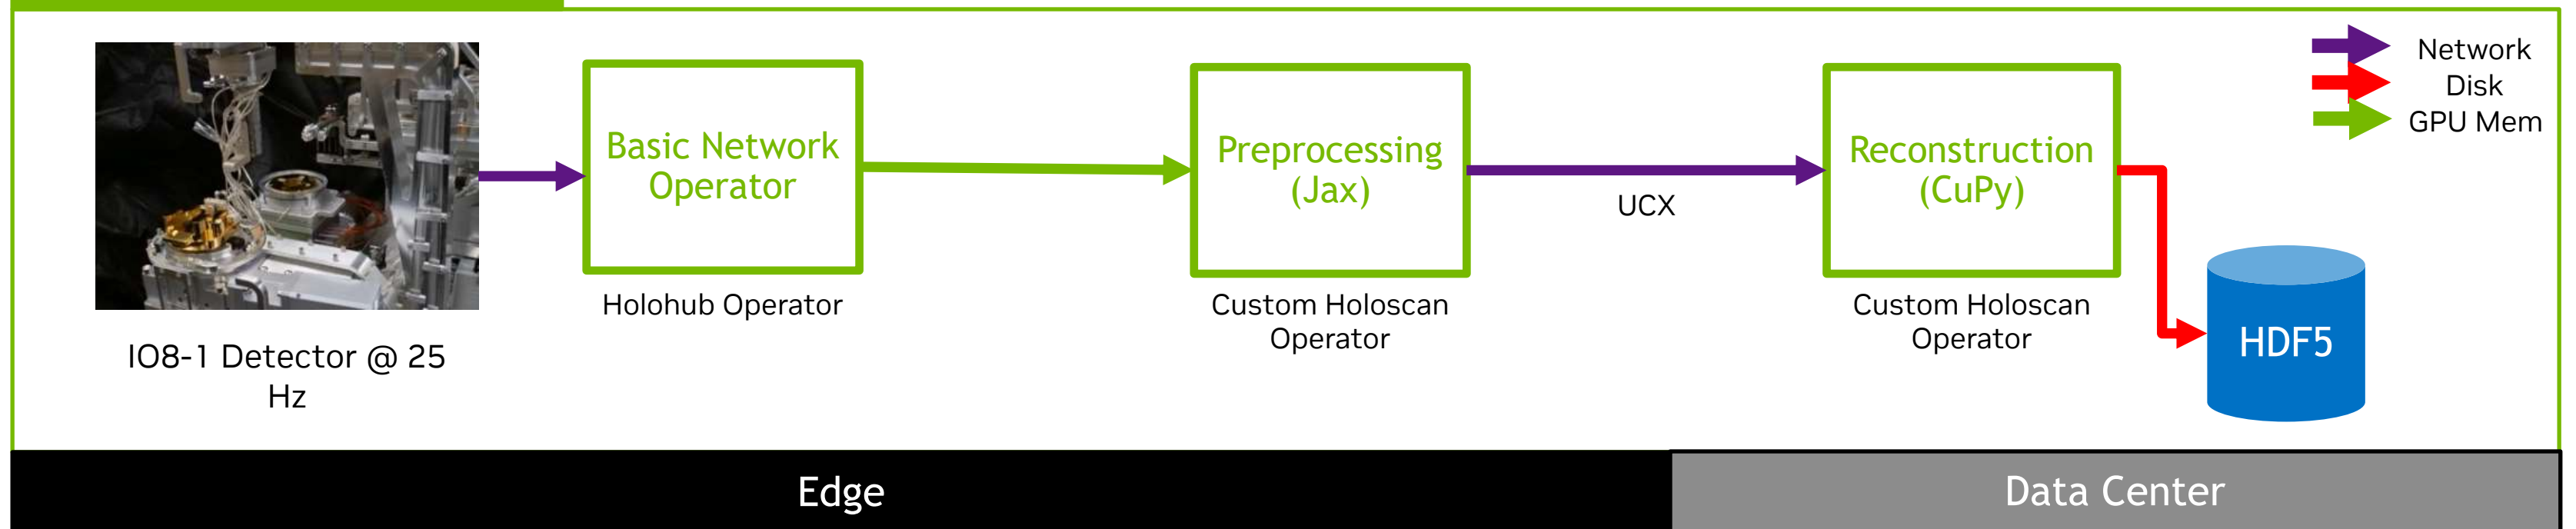 Network
Disk
GPU Mem
Basic Network
Operator
Preprocessing
(Jax)
UCX
Reconstruction
(CuPy)
Holohub Operator
Custom Holoscan
Operator
Custom Holoscan
Operator
HDF5
IO8-1 Detector @ 25
Hz
Edge
Data Center